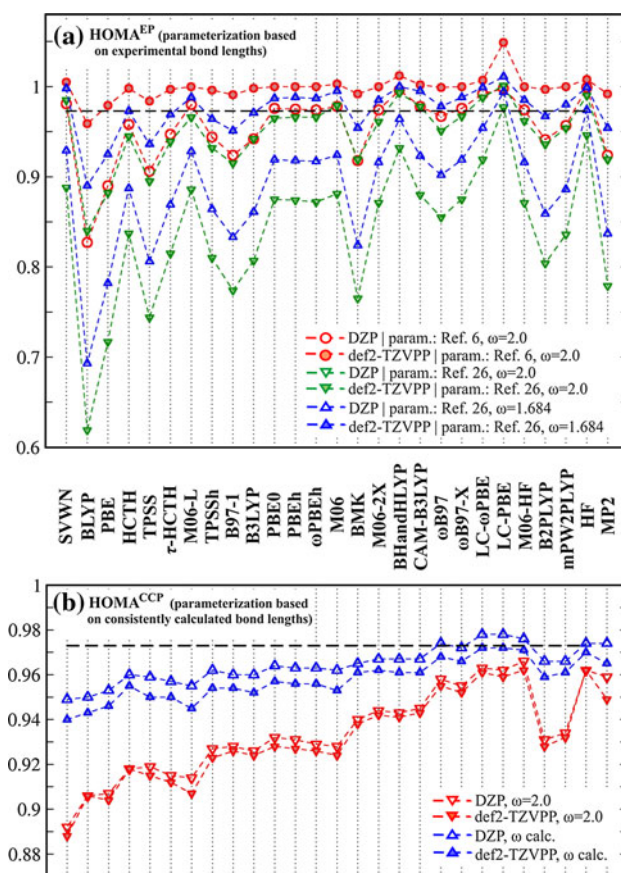 (a) HOMA^EP (parameterization based
on experimental bond lengths)
1
0.9
0.8
0.7
0.6
DZP | param.: Ref. 6, ω=2.0
def2-TZVPP | param.: Ref. 6, ω=2.0
DZP | param.: Ref. 26, ω=2.0
def2-TZVPP | param.: Ref. 26, ω=2.0
DZP | param.: Ref. 26, ω=1.684
def2-TZVPP | param.: Ref. 26, ω=1.684
SVWN
BLYP
PBE
HCTH
TPSS
τ-HCTH
M06-L
TPSSh
B97-1
B3LYP
PBE0
PBEh
ωPBEh
M06
BMK
M06-2X
BHandHLYP
CAM-B3LYP
ωB97
ωB97-X
LC-ωPBE
LC-PBE
M06-HF
B2PLYP
mPW2PLYP
HF
MP2
(b) HOMA^CCP (parameterization based
on consistently calculated bond lengths)
1
0.98
0.96
0.94
0.92
0.9
0.88
DZP, ω=2.0
def2-TZVPP, ω=2.0
DZP, ω calc.
def2-TZVPP, ω calc.